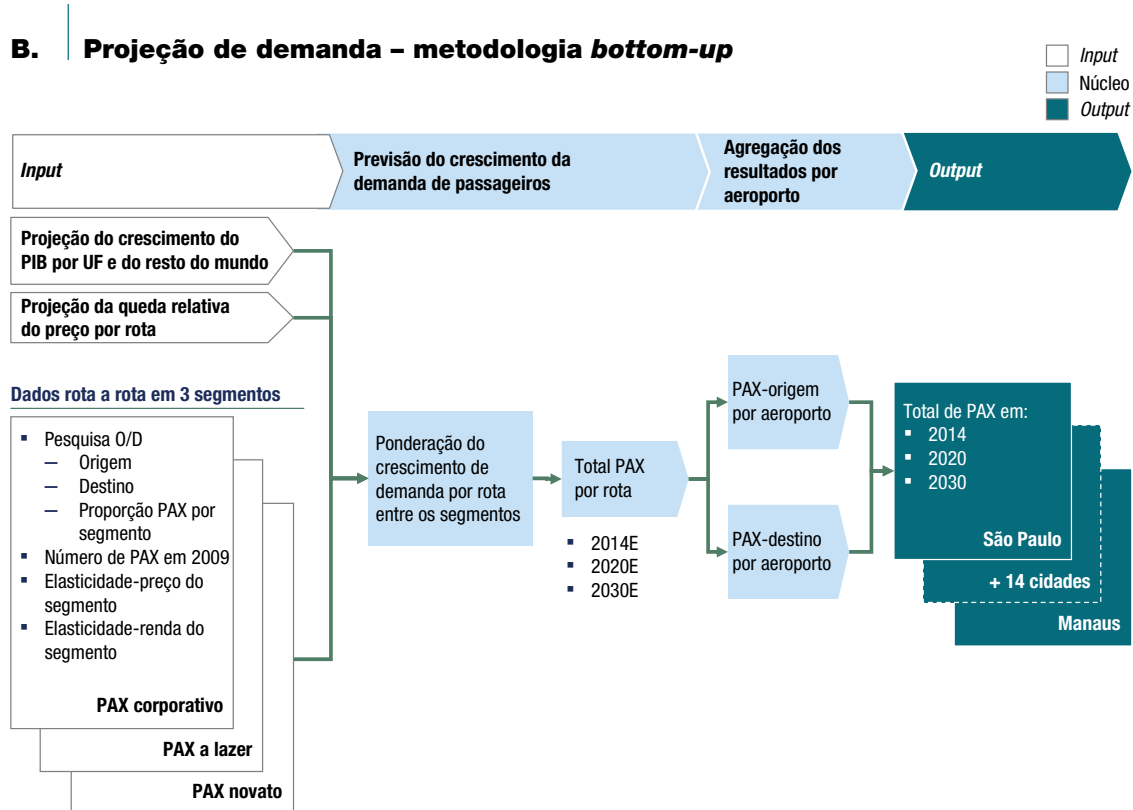 B. Projeção de demanda – metodologia bottom-up
Input
Núcleo
Output
Input
Previsão do crescimento da
demanda de passageiros
Agregação dos
resultados por
aeroporto
Output
Projeção do crescimento do
PIB por UF e do resto do mundo
Projeção da queda relativa
do preço por rota
Dados rota a rota em 3 segmentos
▪ Pesquisa O/D
— Origem
— Destino
— Proporção PAX por
segmento
▪ Número de PAX em 2009
▪ Elasticidade-preço do
segmento
▪ Elasticidade-renda do
segmento
PAX corporativo
PAX a lazer
PAX novato
Ponderação do
crescimento de
demanda por rota
entre os segmentos
Total PAX
por rota
▪ 2014E
▪ 2020E
▪ 2030E
PAX-origem
por aeroporto
PAX-destino
por aeroporto
Total de PAX em:
▪ 2014
▪ 2020
▪ 2030
São Paulo
+ 14 cidades
Manaus